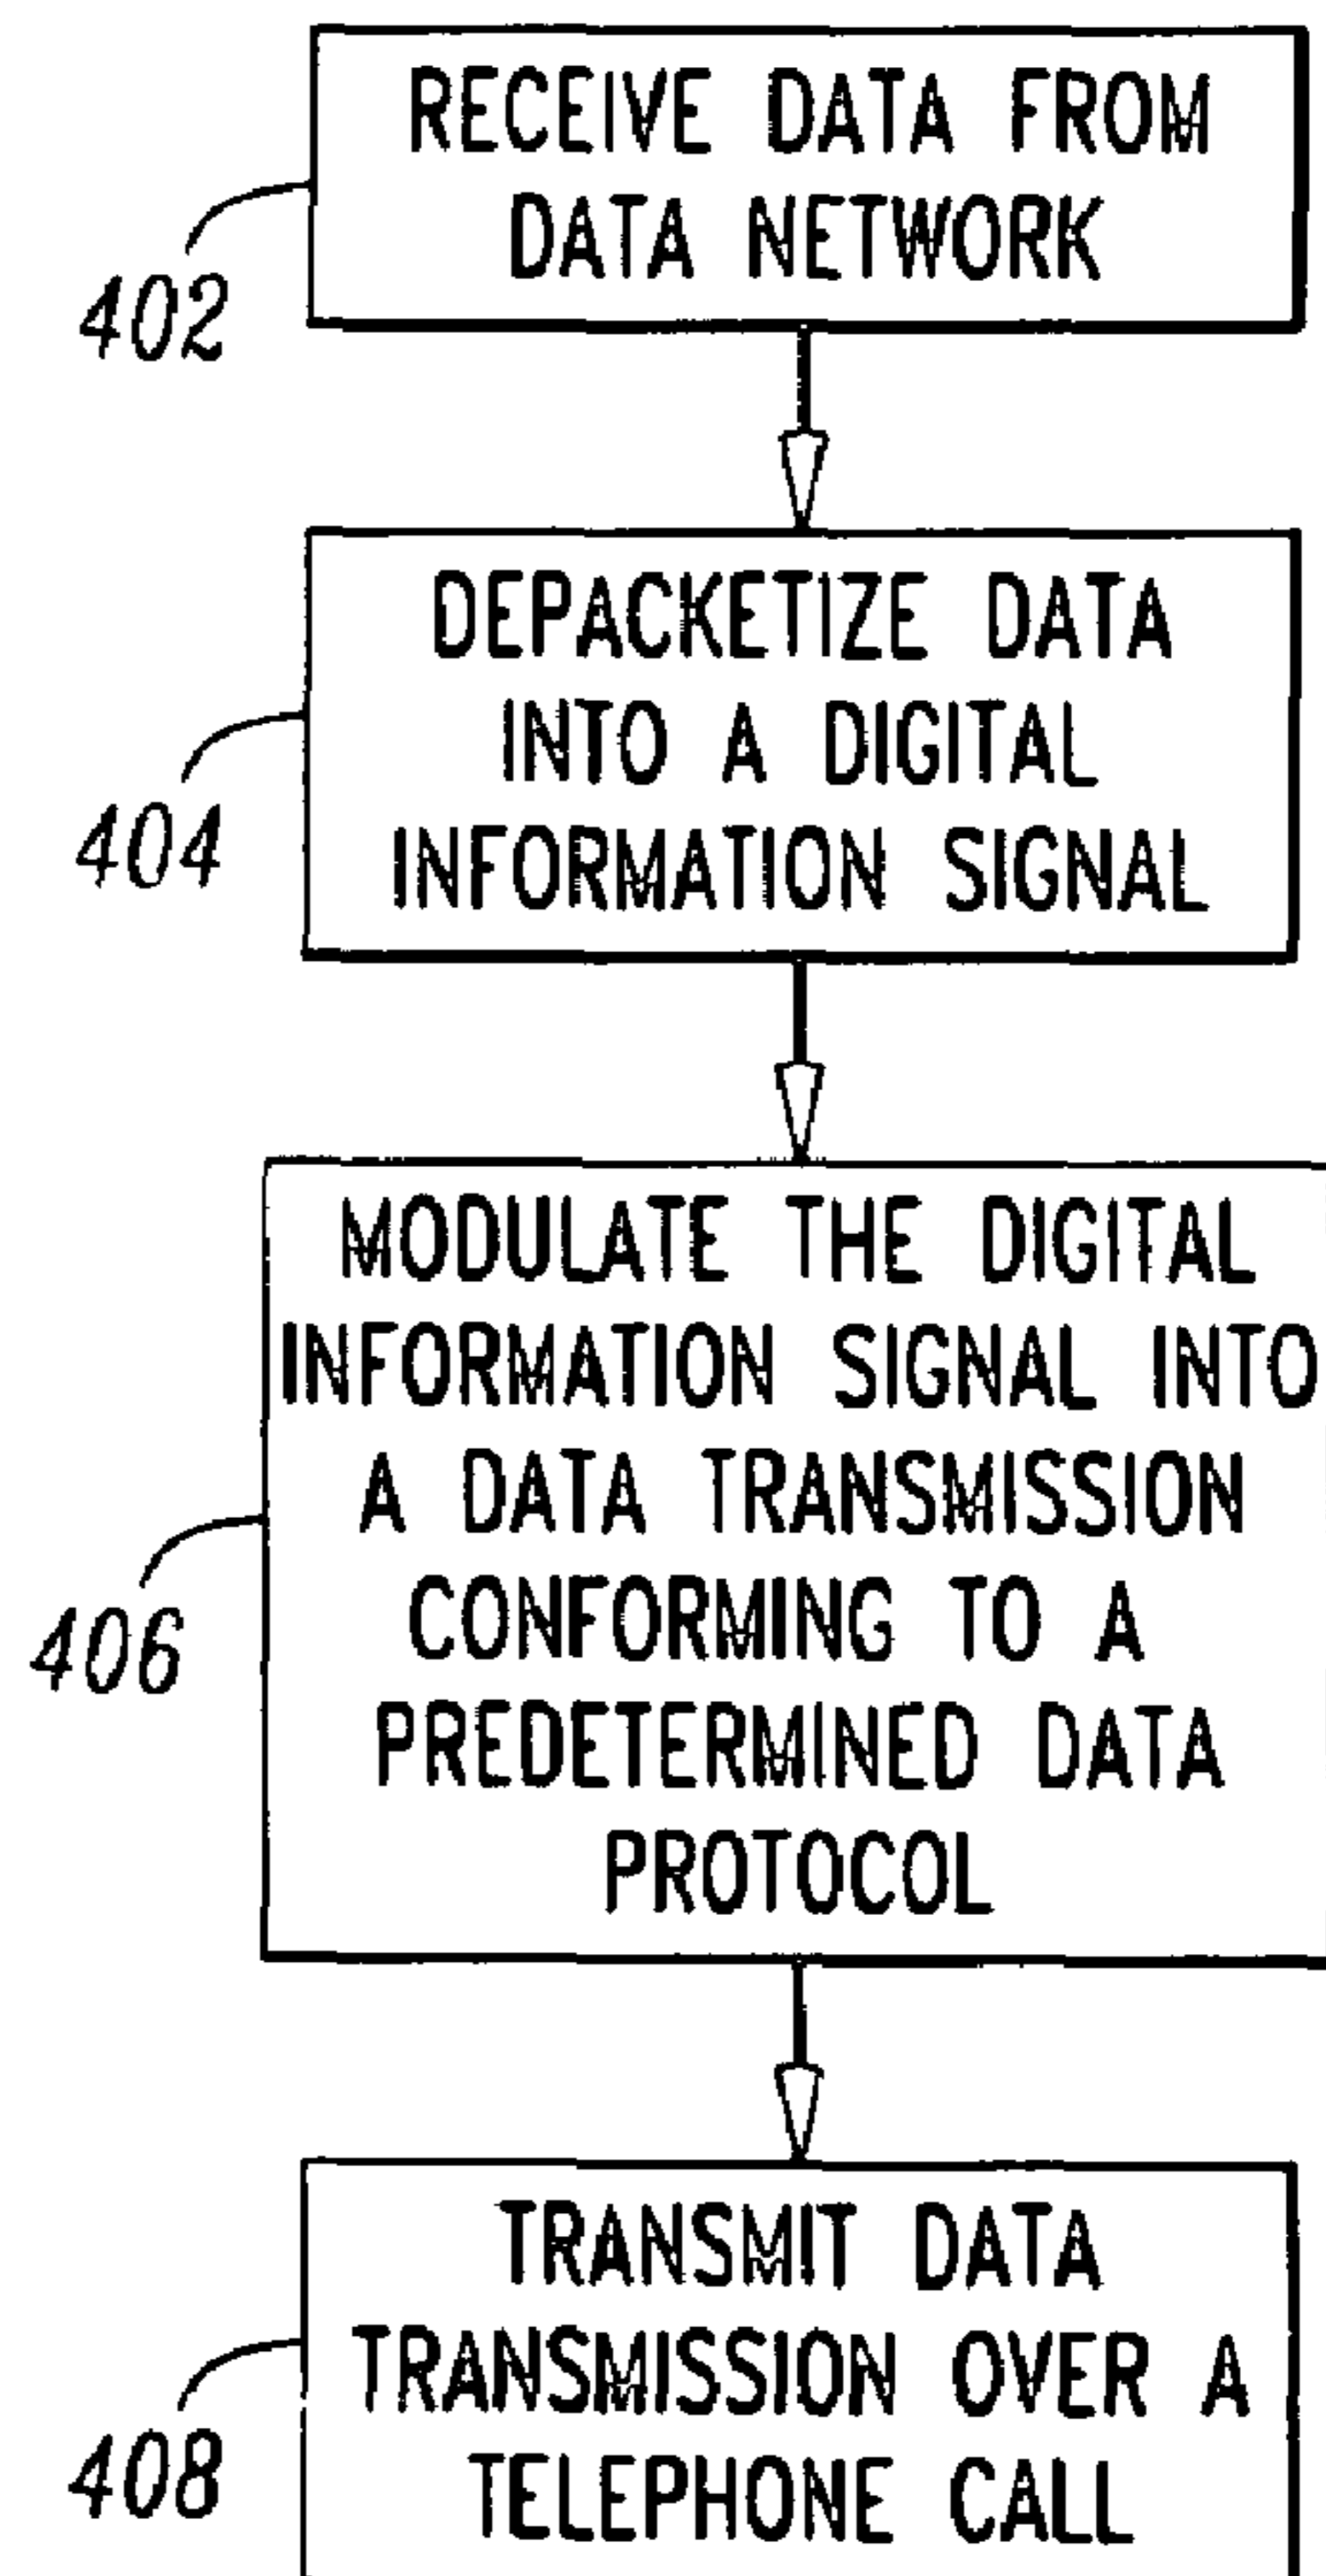 RECEIVE DATA FROM
DATA NETWORK
402
DEPACKETIZE DATA
INTO A DIGITAL
INFORMATION SIGNAL
404
MODULATE THE DIGITAL
INFORMATION SIGNAL INTO
A DATA TRANSMISSION
CONFORMING TO A
PREDETERMINED DATA
PROTOCOL
406
TRANSMIT DATA
TRANSMISSION OVER A
TELEPHONE CALL
408